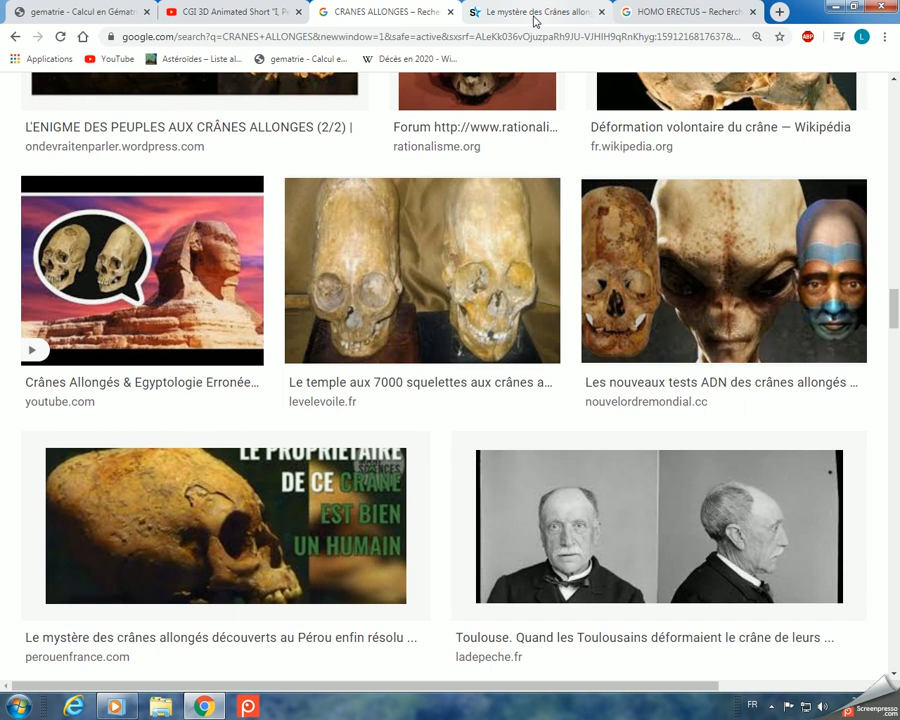 gematrie - Calcul en Gémat
CGI 3D Animated Short "I, P
CRANES ALLONGES – Reche
Le mystère des Crânes allon
HOMO ERECTUS – Recherch
google.com/search?q=CRANES+ALLONGES&newwindow=1&safe=active&sxsrf=ALeKk036vOjuzpaRh9JU-VJHIH9qRnKhyg:1591216817637&...
ABP
L
Applications
YouTube
Astéroïdes – Liste al...
gematrie - Calcul e...
W Décès en 2020 - Wi...
L'ENIGME DES PEUPLES AUX CRÂNES ALLONGES (2/2) |
ondevraitenparler.wordpress.com
Forum http://www.rationali...
rationalisme.org
Déformation volontaire du crâne — Wikipédia
fr.wikipedia.org
Crânes Allongés & Egyptologie Erronée...
youtube.com
Le temple aux 7000 squelettes aux crânes a...
levelevoile.fr
Les nouveaux tests ADN des crânes allongés ...
nouvelordremondial.cc
LE PROPRIÉTAIRE
SCIENCES
DE CE CRÂNE
EST BIEN
UN HUMAIN
Le mystère des crânes allongés découverts au Pérou enfin résolu ...
perouenfrance.com
Toulouse. Quand les Toulousains déformaient le crâne de leurs ...
ladepeche.fr
FR
Screenpresso
.com